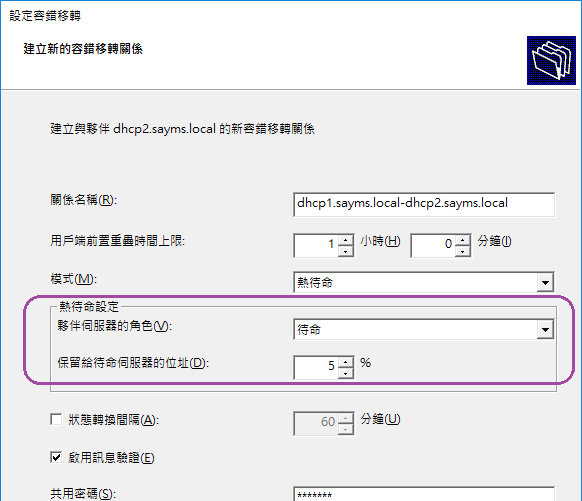 設定容錯移轉
建立新的容錯移轉關係
建立與夥伴 dhcp2.sayms.local 的新容錯移轉關係
關係名稱(R): dhcp1.sayms.local-dhcp2.sayms.local
用戶端前置重疊時間上限: 1 小時(H) 0 分鐘(I)
模式(M): 熱待命
熱待命設定
夥伴伺服器的角色(V): 待命
保留給待命伺服器的位址(D): 5 %
狀態轉換間隔(A): 60 分鐘(U)
啟用訊息驗證(E)
共用密碼(S): *******